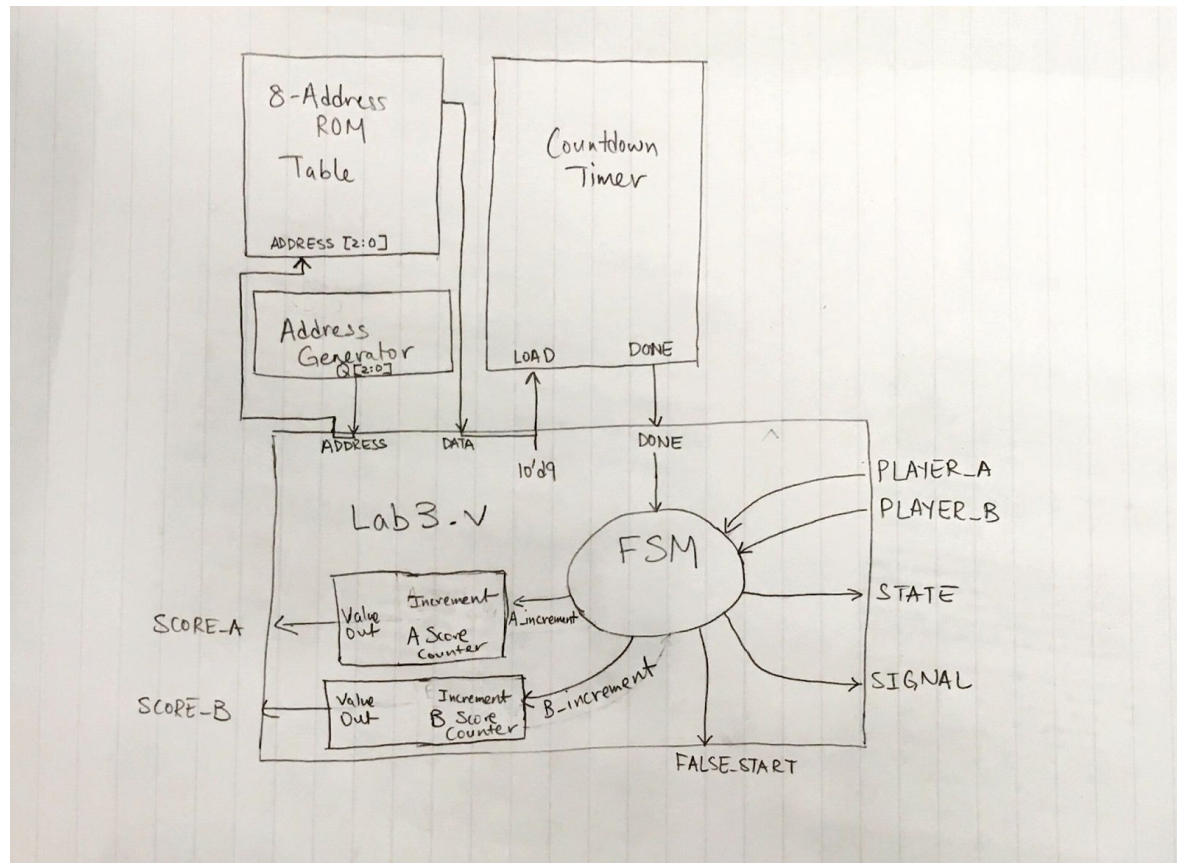 8-Address
ROM
Table
ADDRESS [2:0]
Countdown
Timer
LOAD
DONE
Address
Generator
Q[2:0]
ADDRESS
DATA
10'd9
DONE
Lab3.v
FSM
PLAYER_A
PLAYER_B
STATE
SIGNAL
FALSE_START
A_increment
B_increment
Increment
Value
Out
A Score
Counter
SCORE_A
Increment
Value
Out
B Score
Counter
SCORE_B